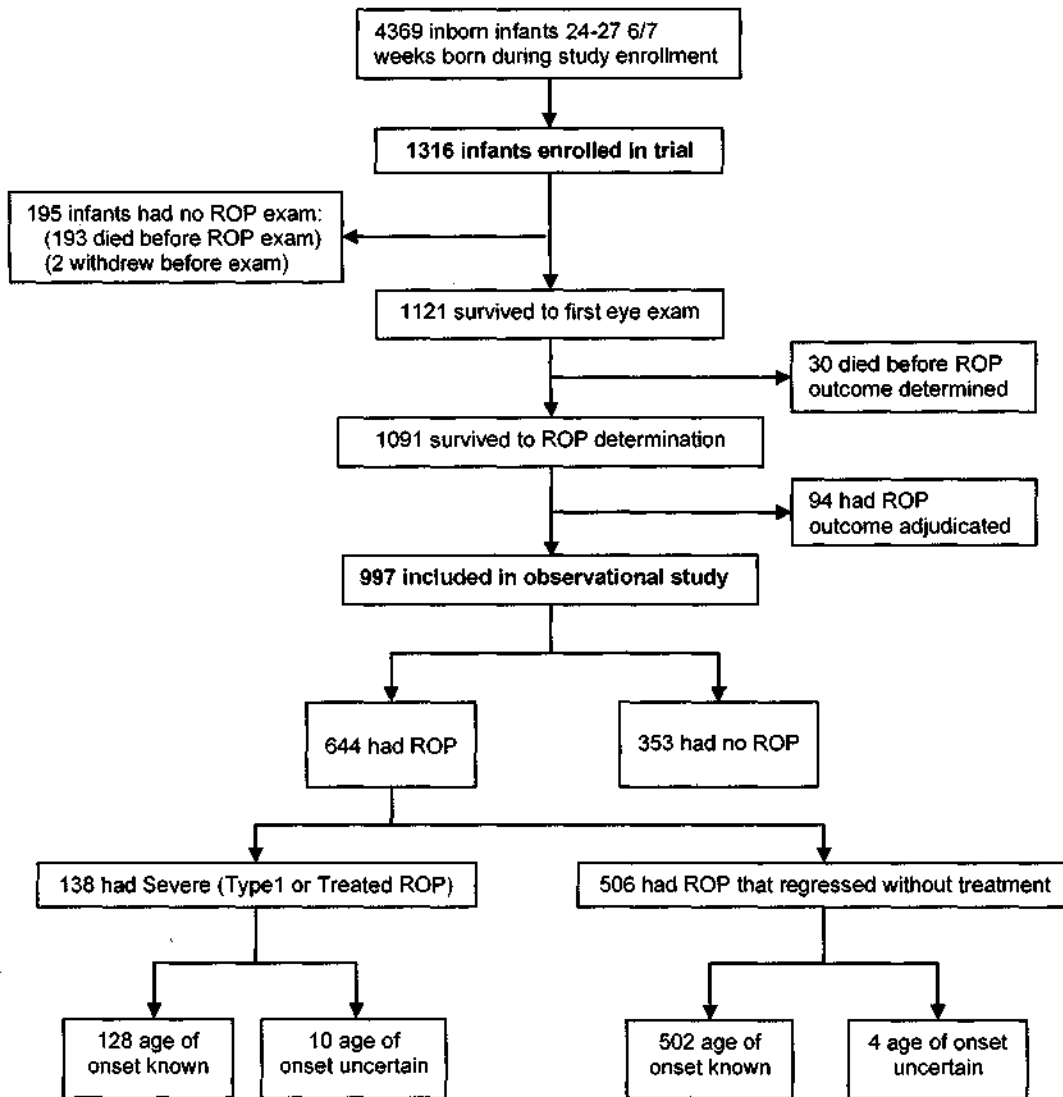 4369 inborn infants 24-27 6/7
weeks born during study enrollment
1316 infants enrolled in trial
195 infants had no ROP exam:
(193 died before ROP exam)
(2 withdrew before exam)
1121 survived to first eye exam
30 died before ROP
outcome determined
1091 survived to ROP determination
94 had ROP
outcome adjudicated
997 included in observational study
644 had ROP
353 had no ROP
138 had Severe (Type1 or Treated ROP)
506 had ROP that regressed without treatment
128 age of
onset known
10 age of
onset uncertain
502 age of
onset known
4 age of onset
uncertain